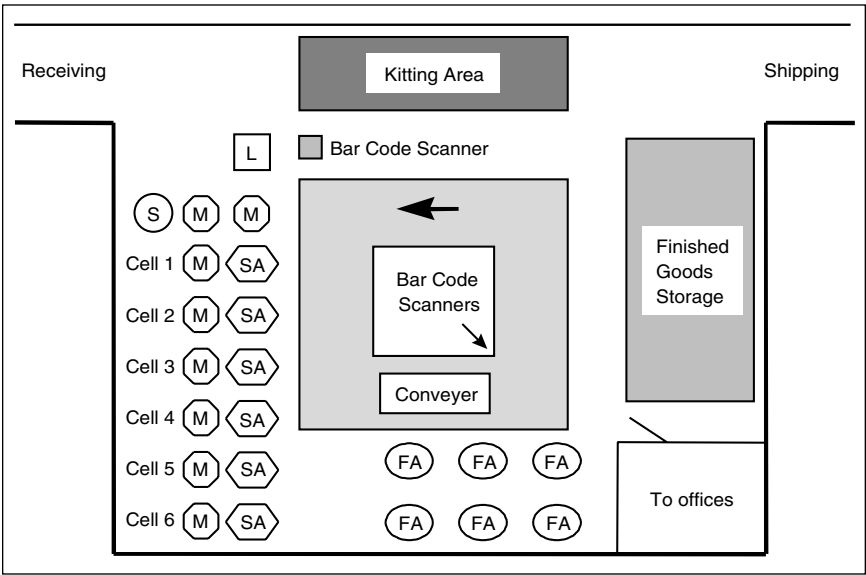 Receiving
Kitting Area
Shipping
L
Bar Code Scanner
S M M
Cell 1 M SA
Cell 2 M SA
Cell 3 M SA
Cell 4 M SA
Cell 5 M SA
Cell 6 M SA
Bar Code
Scanners
Conveyer
FA FA FA
FA FA FA
Finished
Goods
Storage
To offices